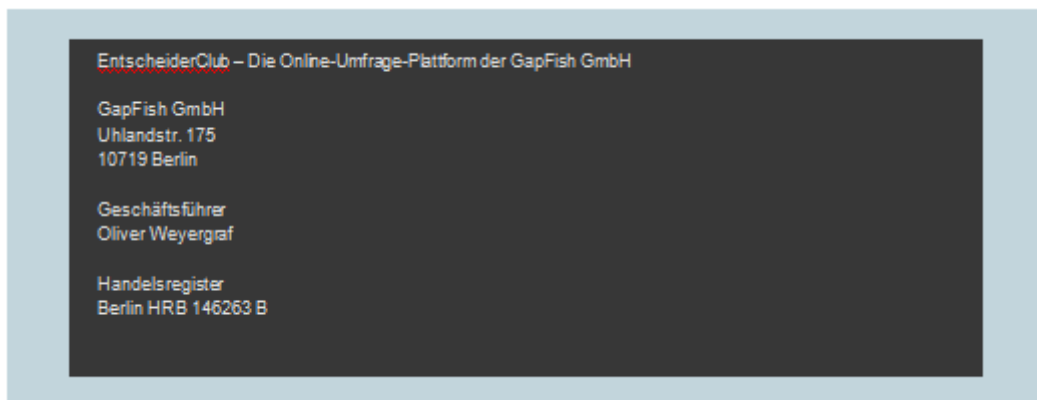 EntscheiderClub – Die Online-Umfrage-Plattform der GapFish GmbH
GapFish GmbH
Uhlandstr. 175
10719 Berlin
Geschäftsführer
Oliver Weyergraf
Handelsregister
Berlin HRB 146263 B